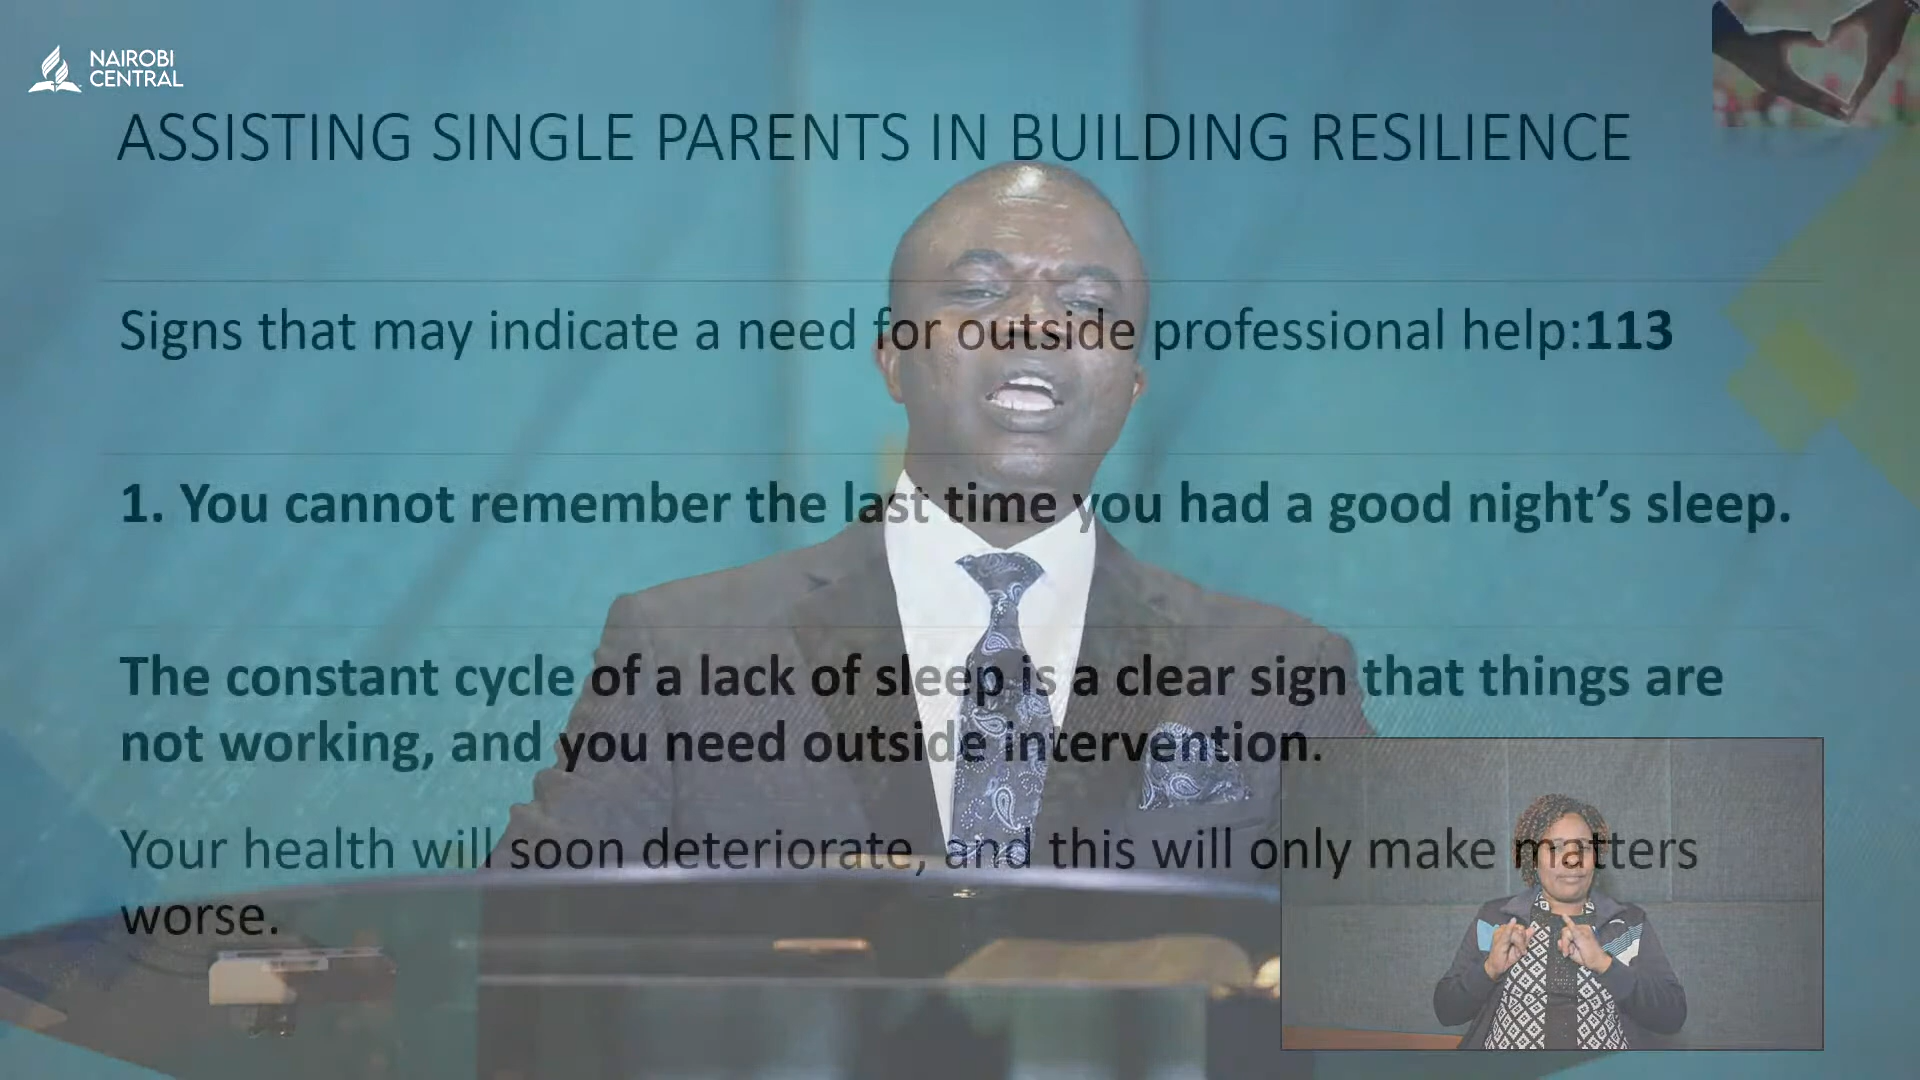 NAIROBI
CENTRAL
ASSISTING SINGLE PARENTS IN BUILDING RESILIENCE
Signs that may indicate a need for outside professional help:113
1. You cannot remember the last time you had a good night’s sleep.
The constant cycle of a lack of sleep is a clear sign that things are
not working, and you need outside intervention.
Your health will soon deteriorate, and this will only make matters
worse.